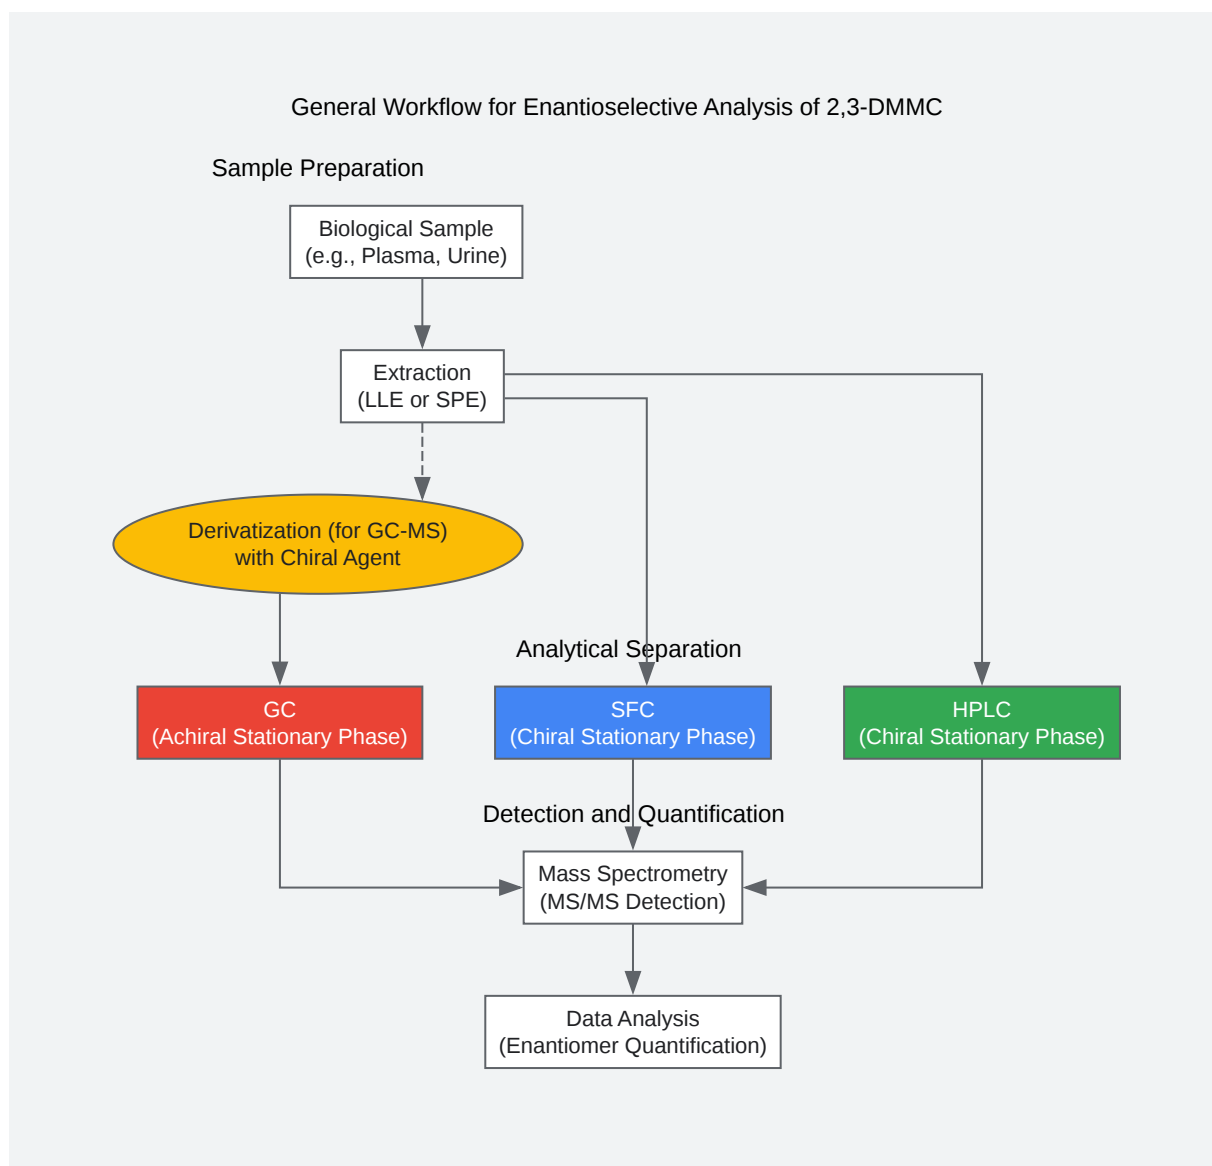 General Workflow for Enantioselective Analysis of 2,3-DMMC
Sample Preparation
Biological Sample
(e.g., Plasma, Urine)
Extraction
(LLE or SPE)
Derivatization (for GC-MS)
with Chiral Agent
Analytical Separation
GC
(Achiral Stationary Phase)
SFC
(Chiral Stationary Phase)
HPLC
(Chiral Stationary Phase)
Detection and Quantification
Mass Spectrometry
(MS/MS Detection)
Data Analysis
(Enantiomer Quantification)